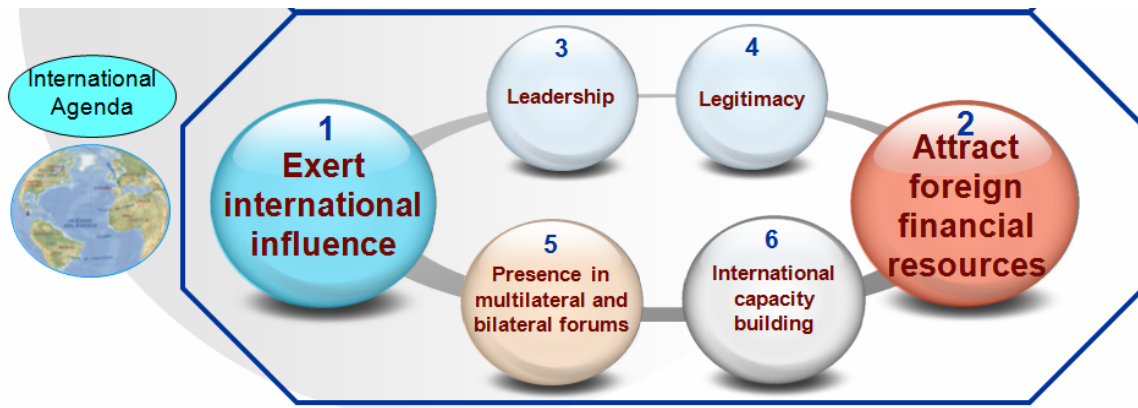 International
Agenda
1
Exert
international
influence
3
Leadership
4
Legitimacy
2
Attract
foreign
financial
resources
5
Presence in
multilateral and
bilateral forums
6
International
capacity
building